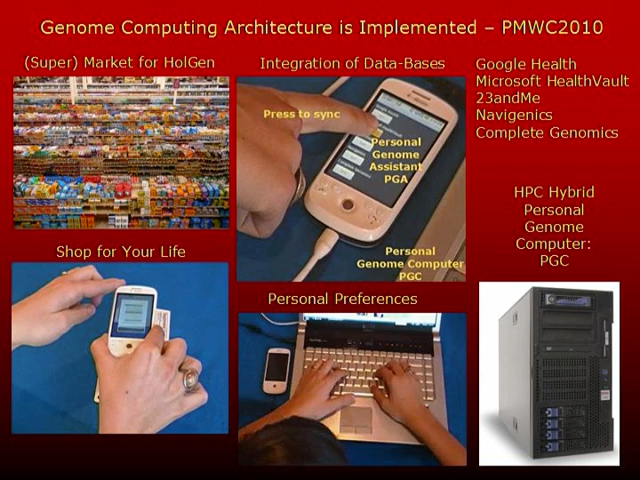 Genome Computing Architecture is Implemented – PMWC2010
(Super) Market for HolGen
Integration of Data-Bases
Google Health
Microsoft HealthVault
23andMe
Navigenics
Complete Genomics
Press to sync
Personal
Genome
Assistant
PGA
Personal
Genome Computer
PGC
HPC Hybrid
Personal
Genome
Computer:
PGC
Shop for Your Life
Personal Preferences